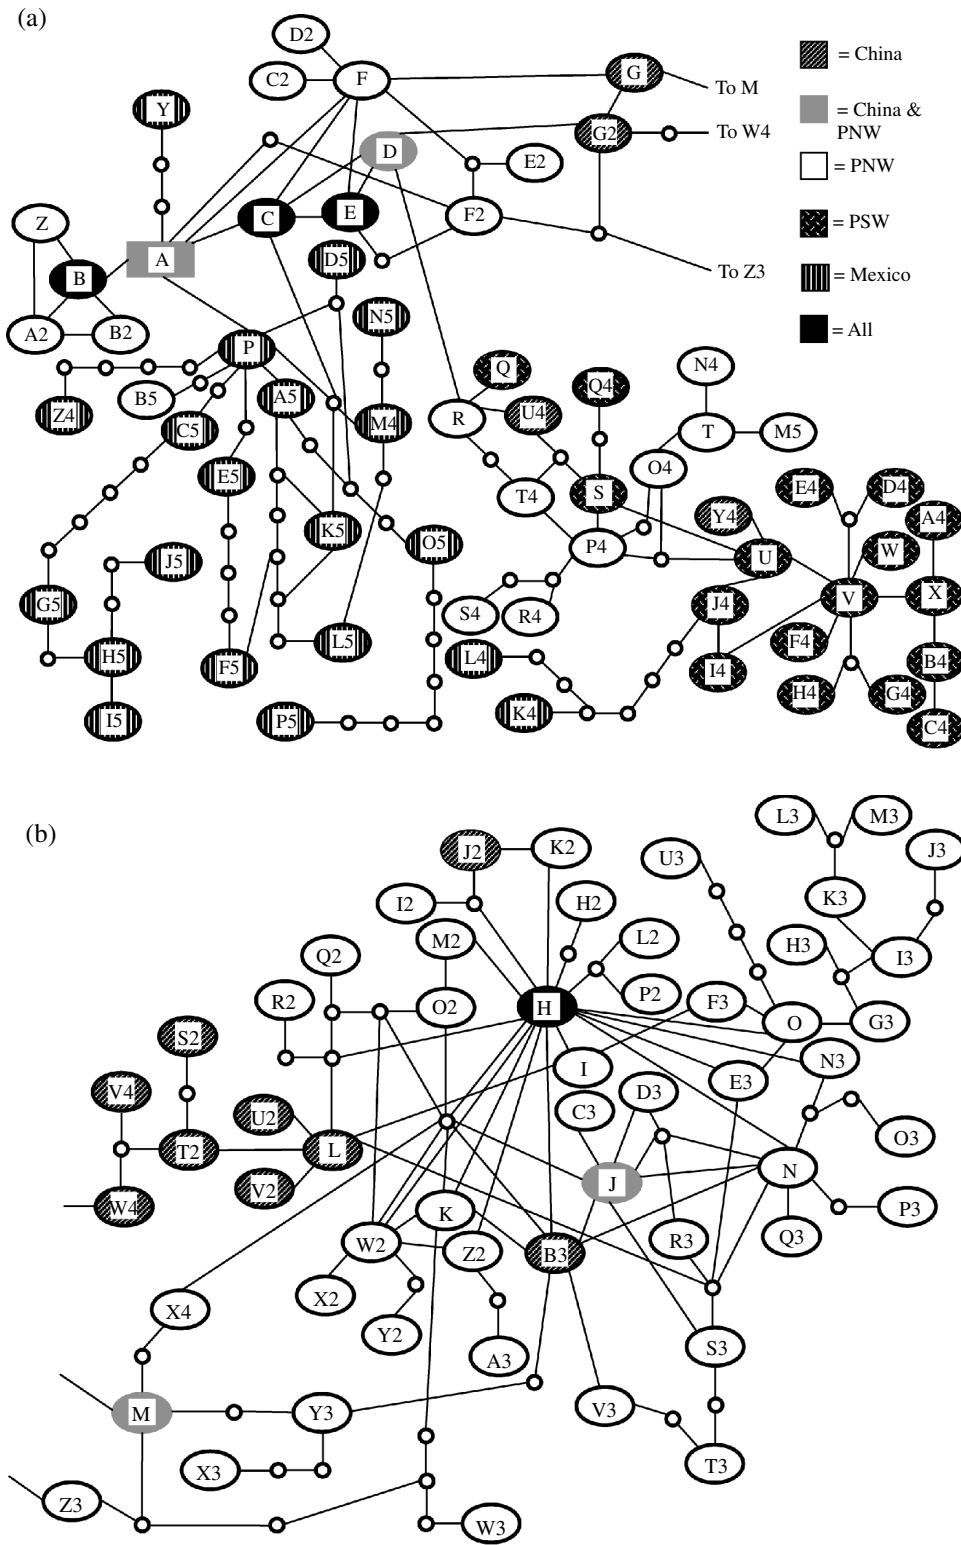 (a)
D2
C2
F
G
To M
G2
To W4
Y
D
E2
C
E
F2
Z
A
B
D5
To Z3
A2
B2
N5
P
Z4
B5
C5
A5
M4
Q
Q4
N4
R
U4
T
M5
O4
E5
K5
O5
T4
S
E4
D4
Y4
A4
P4
U
W
G5
J5
S4
R4
J4
V
X
H5
F5
L5
L4
I4
F4
B4
I5
P5
K4
H4
G4
C4
= China
= China &
PNW
= PNW
= PSW
= Mexico
= All
(b)
L3
M3
J2
K2
U3
J3
I2
H2
K3
M2
L2
H3
I3
Q2
R2
O2
H
P2
F3
O
G3
S2
I
N3
V4
U2
C3
D3
E3
T2
L
O3
W4
V2
J
N
K
P3
W2
Z2
B3
R3
Q3
X2
X4
Y2
A3
S3
M
Y3
V3
X3
T3
Z3
W3